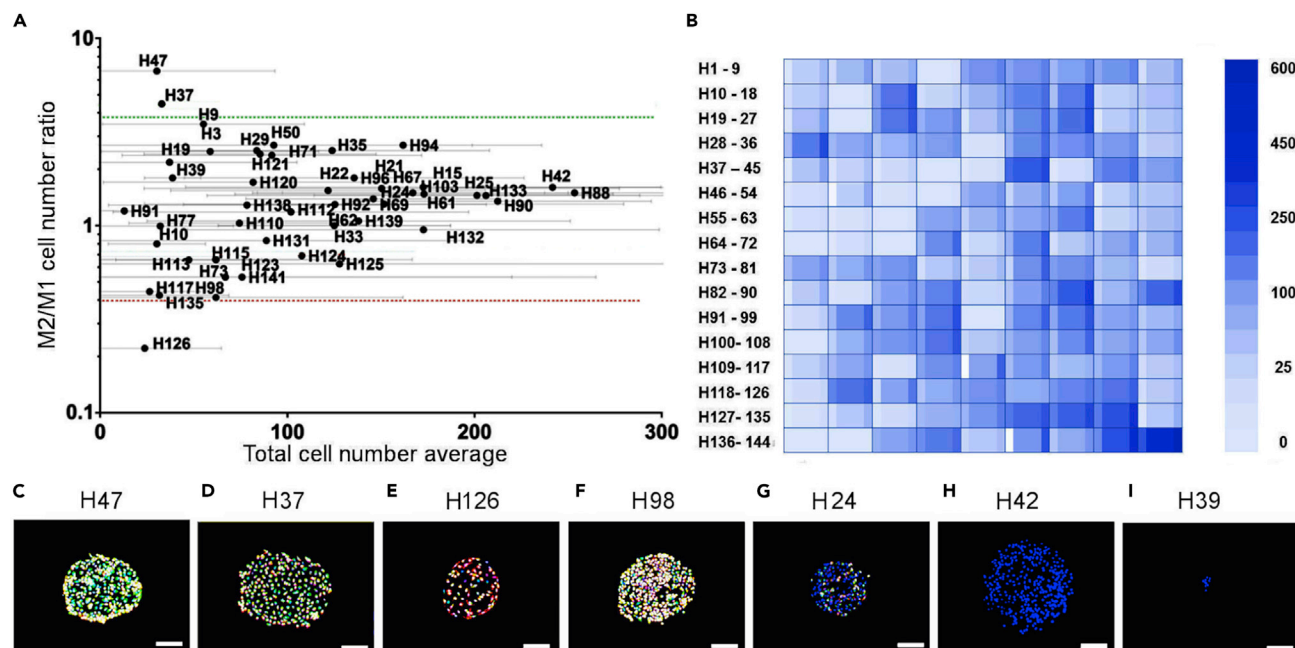 A
M2/M1 cell number ratio
10
1
0.1
H47
H37
H9
H3
H50
H29
H35
H94
H19
H71
H39
H121
H21
H22
H96
H67
H15
H42
H120
H24
H103
H25
H133
H88
H91
H138
H112
H92
H69
H61
H90
H77
H110
H62
H139
H10
H131
H33
H132
H113
H115
H124
H73
H123
H125
H117
H98
H141
H135
H126
0
100
200
300
Total cell number average
B
H1 - 9
H10 - 18
H19 - 27
H28 - 36
H37 – 45
H46 - 54
H55 - 63
H64 - 72
H73 - 81
H82 - 90
H91 - 99
H100 - 108
H109 - 117
H118 - 126
H127 - 135
H136 - 144
600
450
250
100
25
0
C H47
D H37
E H126
F H98
G H24
H H42
I H39